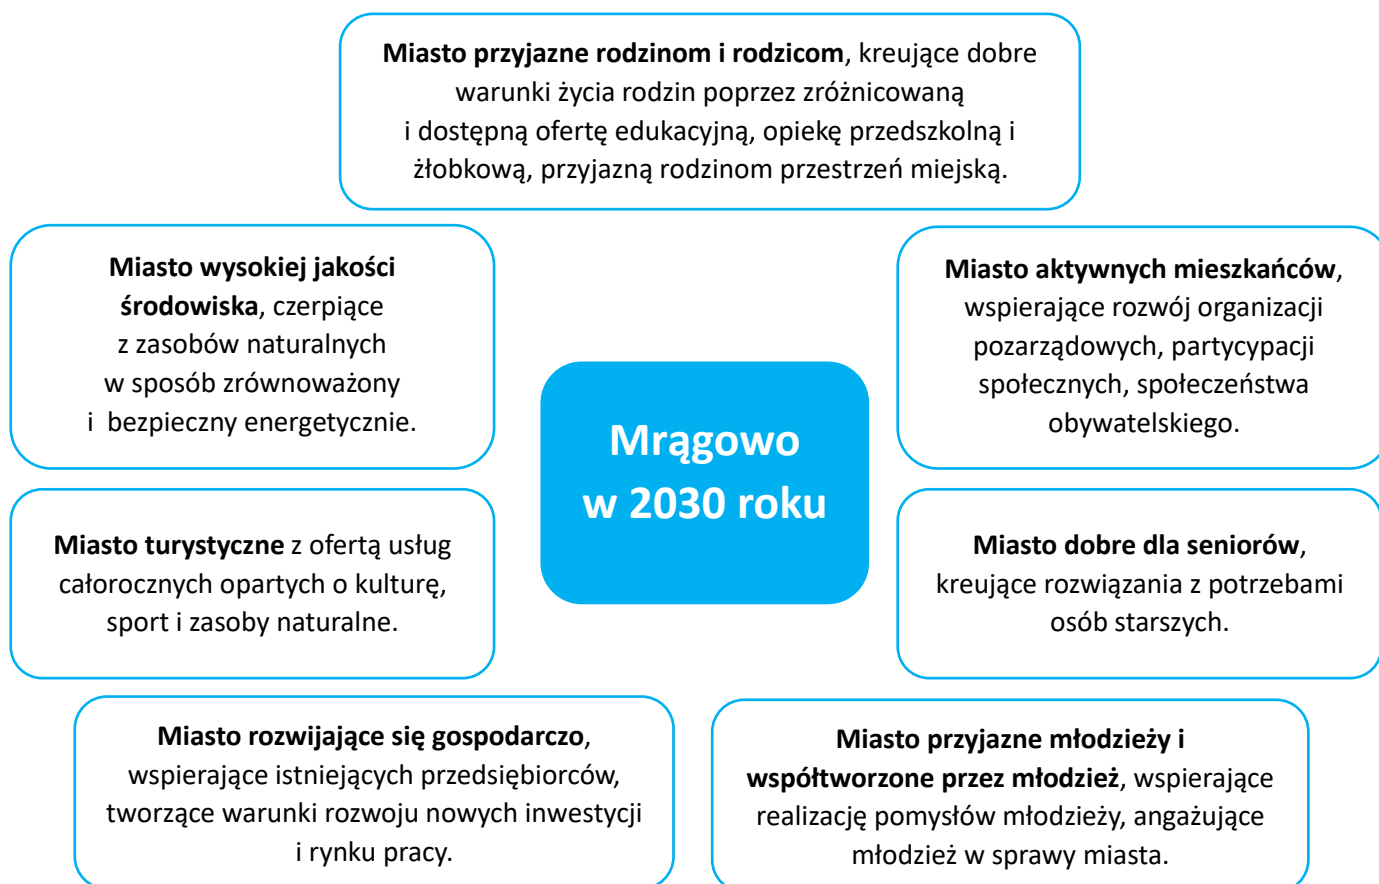 Miasto przyjazne rodzinom i rodzicom, kreujące dobre
warunki życia rodzin poprzez zróżnicowaną
i dostępną ofertę edukacyjną, opiekę przedszkolną i
żłobkową, przyjazną rodzinom przestrzeń miejską.
Miasto wysokiej jakości
środowiska, czerpiące
z zasobów naturalnych
w sposób zrównoważony
i  bezpieczny energetycznie.
Miasto aktywnych mieszkańców,
wspierające rozwój organizacji
pozarządowych, partycypacji
społecznych, społeczeństwa
obywatelskiego.
Mrągowo
w 2030 roku
Miasto turystyczne z ofertą usług
całorocznych opartych o kulturę,
sport i zasoby naturalne.
Miasto dobre dla seniorów,
kreujące rozwiązania z potrzebami
osób starszych.
Miasto rozwijające się gospodarczo,
wspierające istniejących przedsiębiorców,
tworzące warunki rozwoju nowych inwestycji
i rynku pracy.
Miasto przyjazne młodzieży i
współtworzone przez młodzież, wspierające
realizację pomysłów młodzieży, angażujące
młodzież w sprawy miasta.